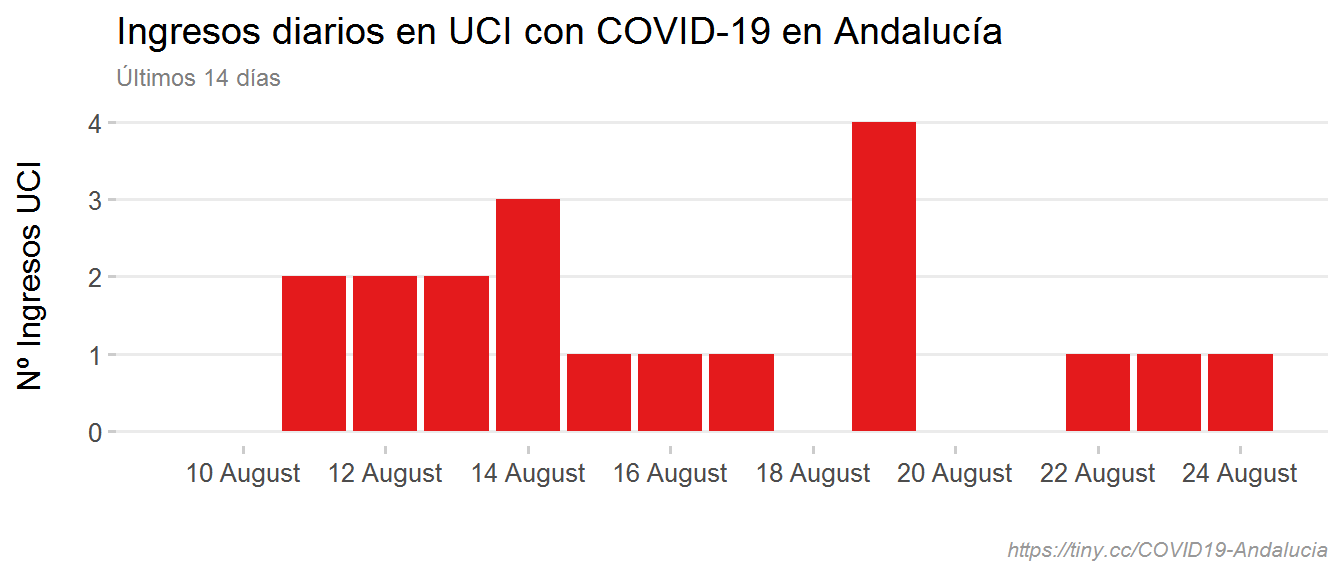 Ingresos diarios en UCI con COVID-19 en Andalucía
Últimos 14 días
Nº Ingresos UCI
4
3
2
1
0
10 August 12 August 14 August 16 August 18 August 20 August 22 August 24 August
https://tiny.cc/COVID19-Andalucia